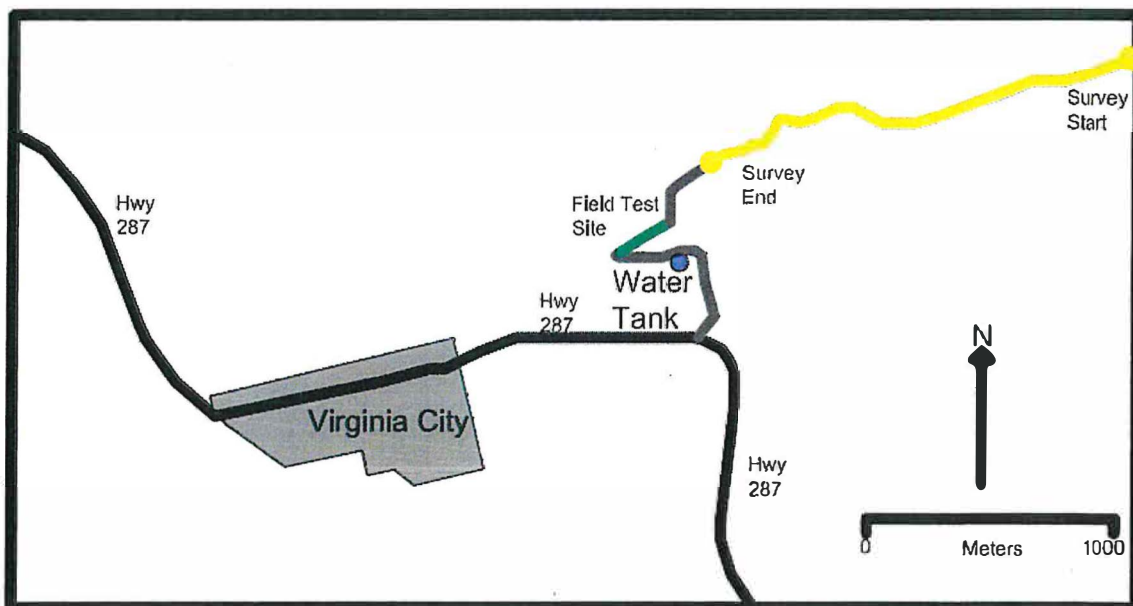 Survey
Start
Survey
End
Hwy
287
Field Test
Site
Water
Tank
Hwy
287
N
Virginia City
Hwy
287
0 Meters 1000